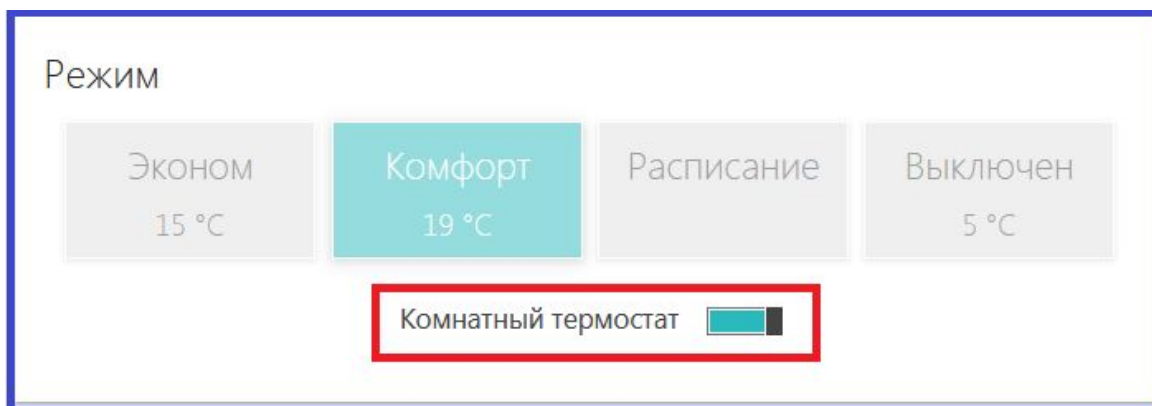 Режим
Эконом Комфорт Расписание Выключен
15 °C 19 °C 5 °C
Комнатный термостат